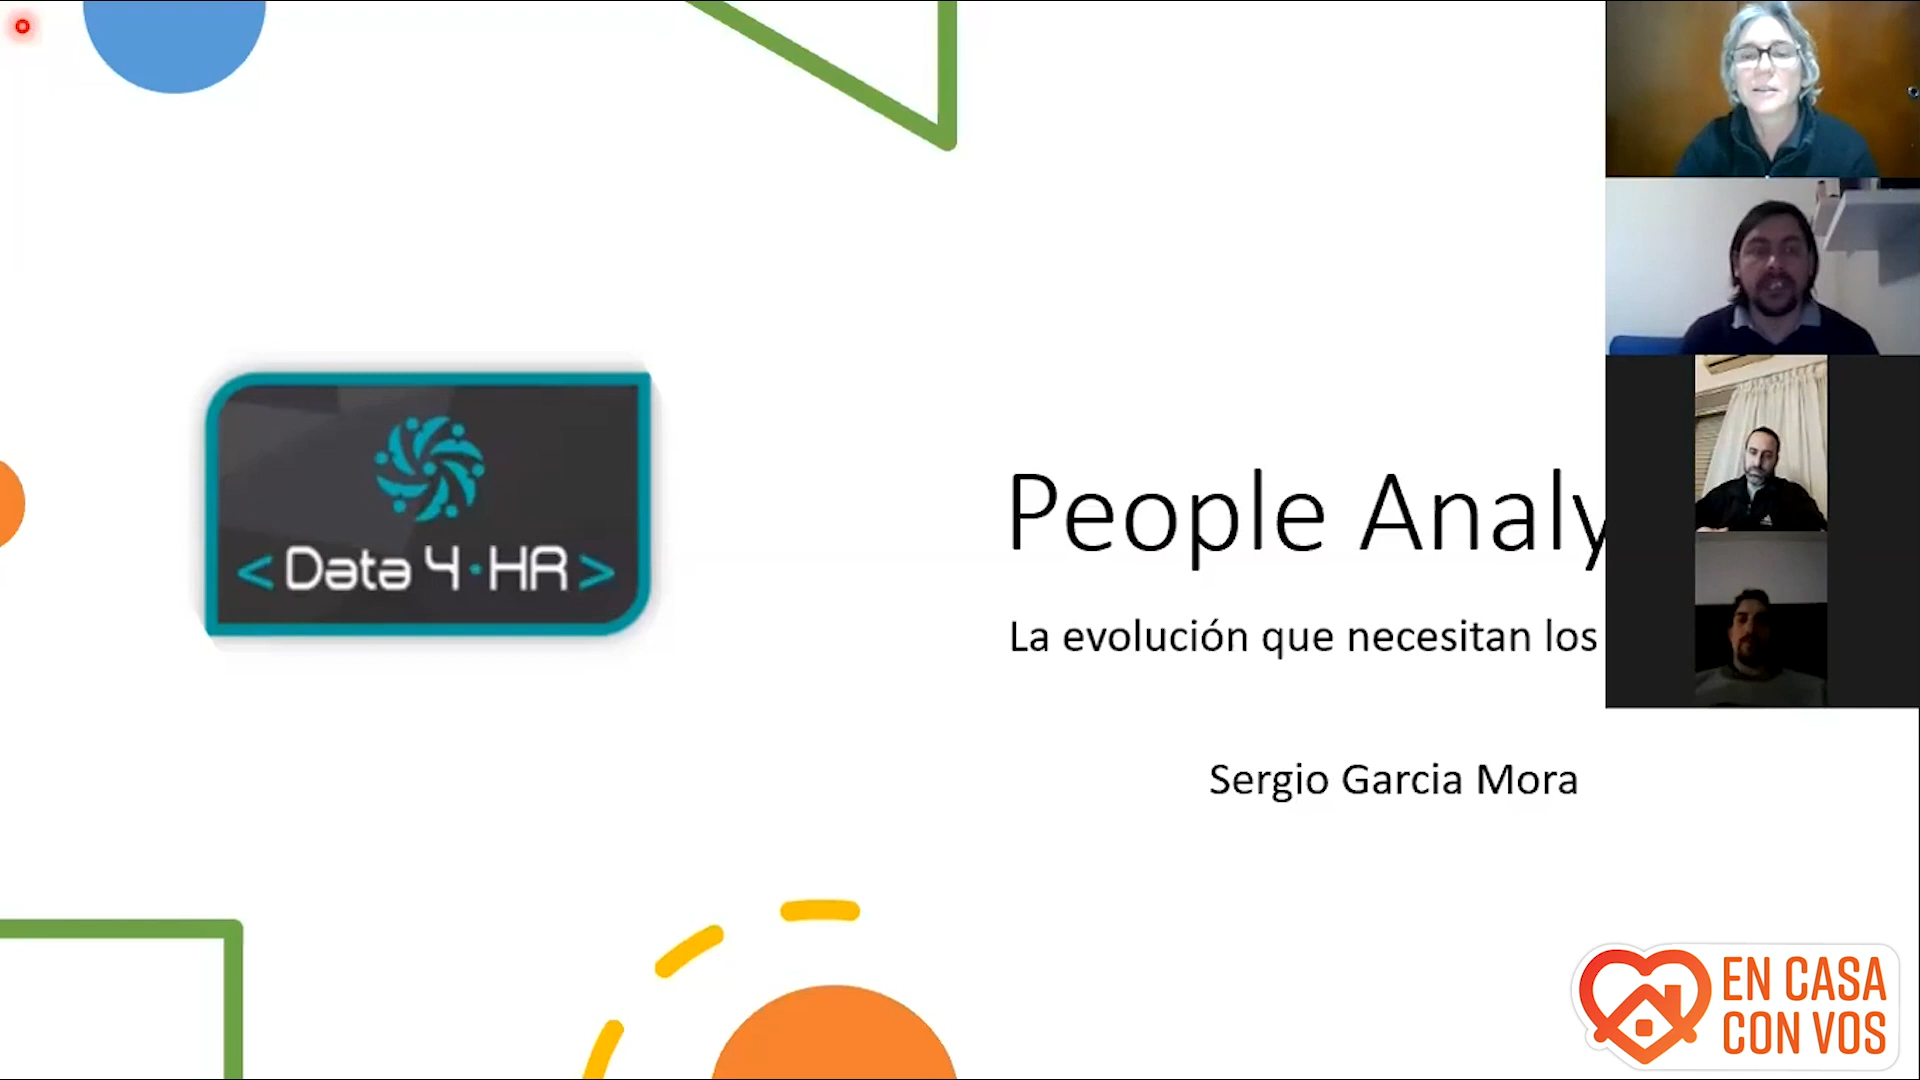 < Data 4·HR >
People Analy
La evolución que necesitan los
Sergio Garcia Mora
EN CASA
CON VOS